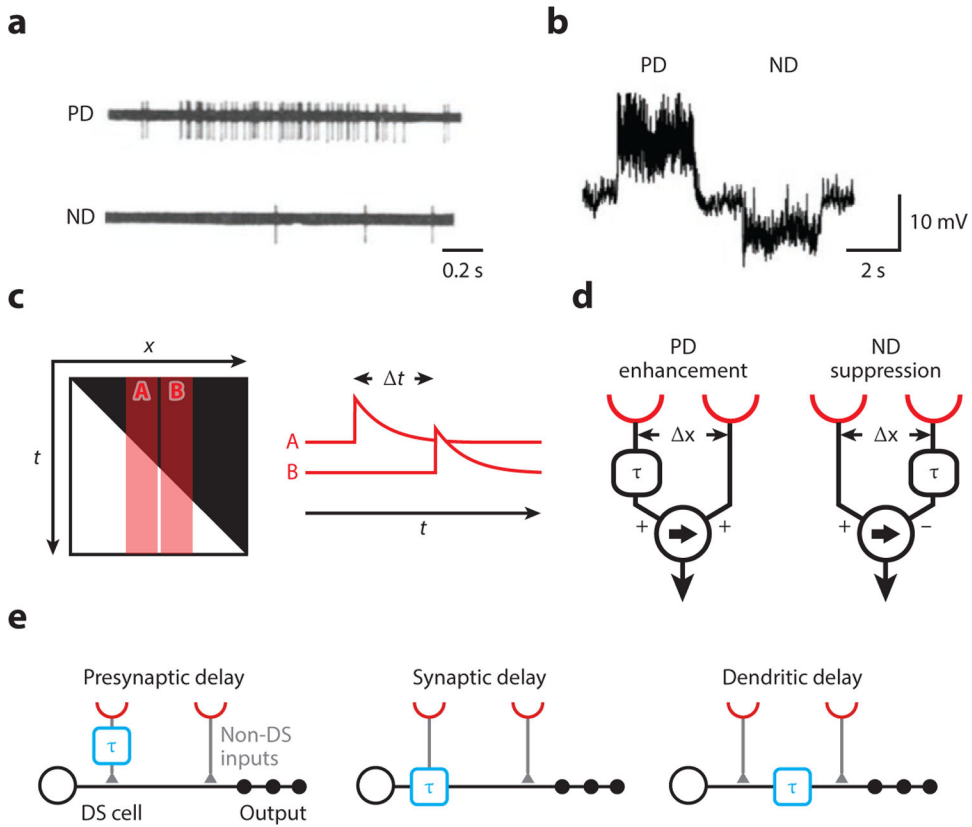 a
PD
ND
0.2 s
b
PD ND
10 mV
2 s
c
x
A B
t
Δt
A
B
t
d
PD
enhancement
ND
suppression
Δx Δx
τ τ
+ + + −
e
Presynaptic delay
τ
Non-DS
inputs
DS cell Output
Synaptic delay
τ
Dendritic delay
τ